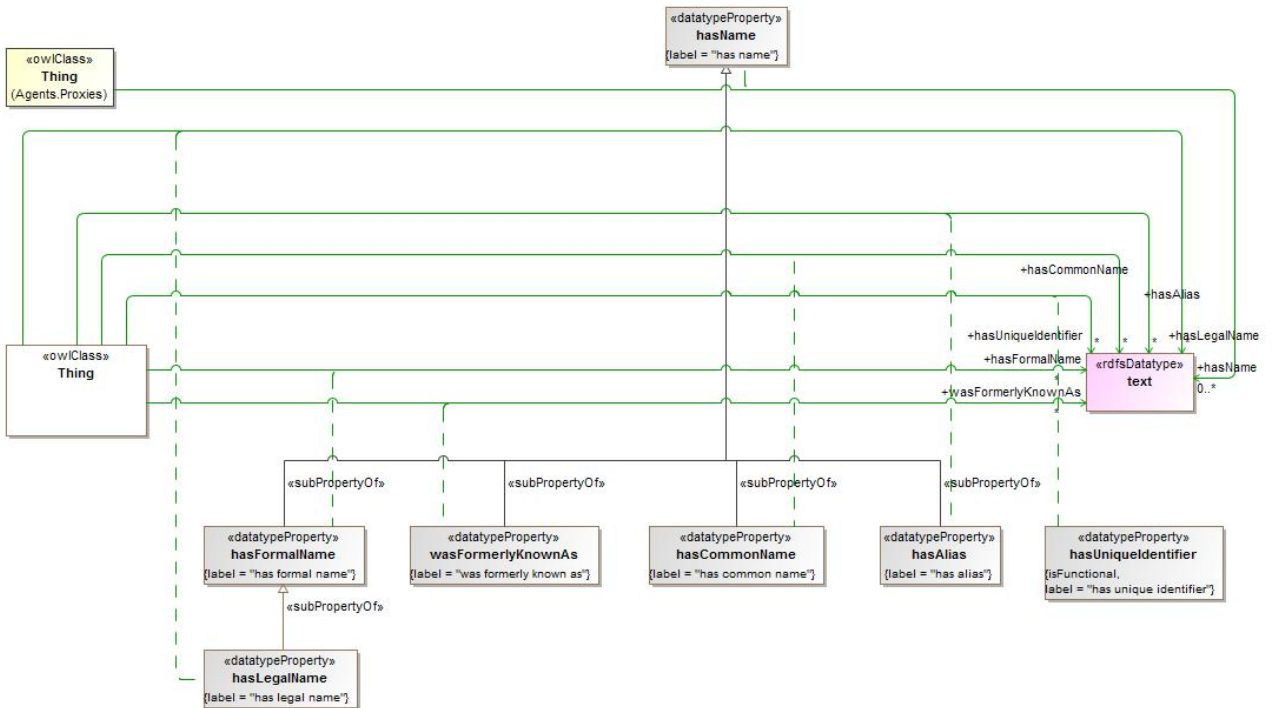 «datatypeProperty»
hasName
{label = "has name"}
«owlClass»
Thing
(Agents.Proxies)
+hasCommonName
+hasAlias
+hasUniqueIdentifier
* * * *
+hasLegalName
+hasFormalName
*
+wasFormerlyKnownAs
*
«owlClass»
Thing
«rdfsDatatype»
text
+hasName
0..*
«subPropertyOf»
«subPropertyOf»
«subPropertyOf»
«subPropertyOf»
«datatypeProperty»
hasFormalName
{label = "has formal name"}
«datatypeProperty»
wasFormerlyKnownAs
{label = "was formerly known as"}
«datatypeProperty»
hasCommonName
{label = "has common name"}
«datatypeProperty»
hasAlias
{label = "has alias"}
«datatypeProperty»
hasUniqueIdentifier
{isFunctional,
label = "has unique identifier"}
«subPropertyOf»
«datatypeProperty»
hasLegalName
{label = "has legal name"}